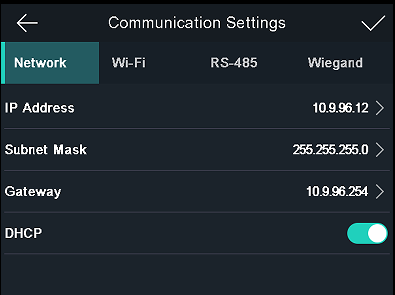 Communication Settings
Network Wi-Fi RS-485 Wiegand
IP Address 10.9.96.12
Subnet Mask 255.255.255.0
Gateway 10.9.96.254
DHCP